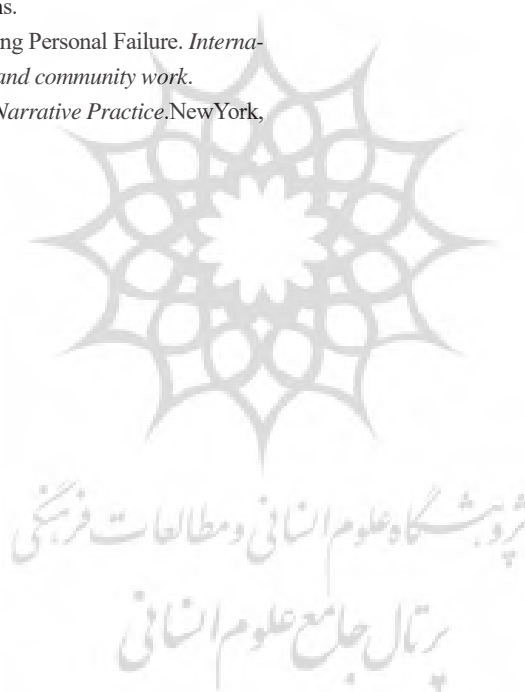 ns.
ng Personal Failure. Interna-
and community work.
Narrative Practice.NewYork,
پژوهشگاه علوم انسانی و مطالعات فرهنگی
پرتال جامع علوم انسانی